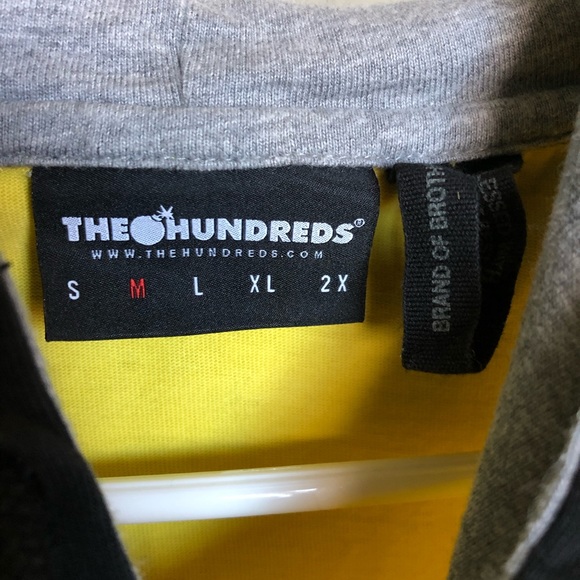 THE HUNDREDS®
WWW.THEHUNDREDS.COM
S M L XL 2X
BRAND OF BROTH